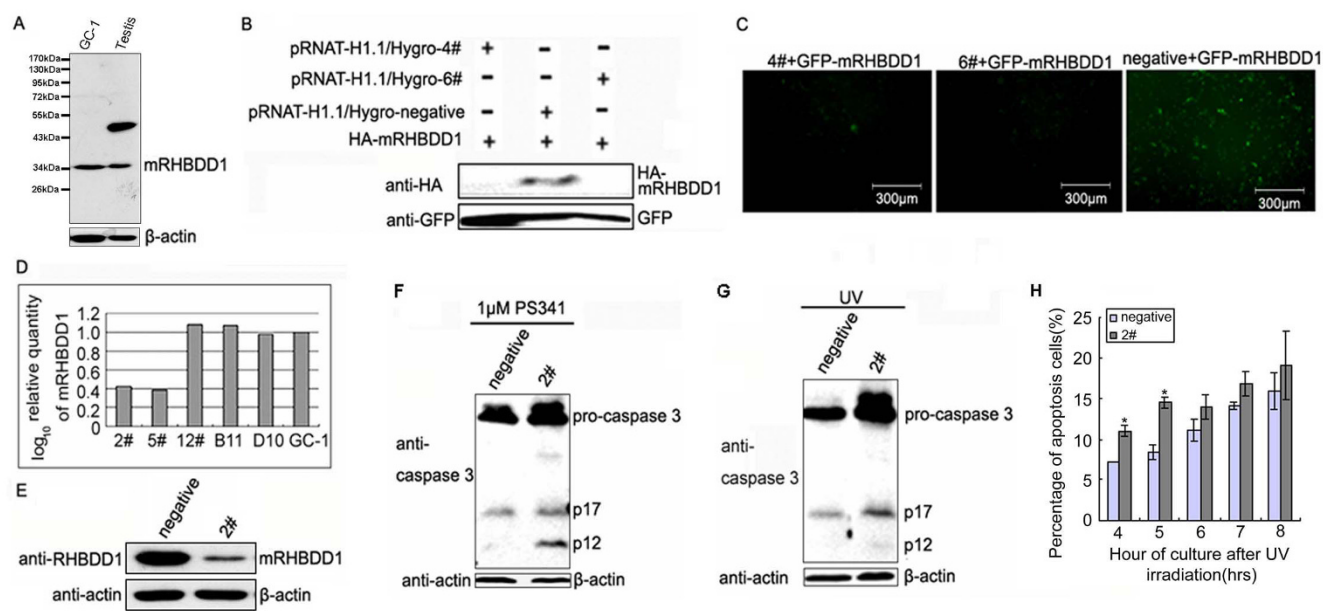 A
GC-1
Testis
170kDa
130kDa
95kDa
72kDa
55kDa
43kDa
34kDa
26kDa
mRHBDD1
β-actin
B
pRNAT-H1.1/Hygro-4# + - -
pRNAT-H1.1/Hygro-6# - - +
pRNAT-H1.1/Hygro-negative - + -
HA-mRHBDD1 + + +
anti-HA
HA-
mRHBDD1
anti-GFP
GFP
C
4#+GFP-mRHBDD1
6#+GFP-mRHBDD1
negative+GFP-mRHBDD1
300μm
300μm
300μm
D
log10 relative quantity
of mRHBDD1
1.2
1.0
0.8
0.6
0.4
0.2
0
2# 5# 12# B11 D10 GC-1
E
negative
2#
anti-RHBDD1
mRHBDD1
anti-actin
β-actin
F
1μM PS341
negative
2#
pro-caspase 3
anti-
caspase 3
p17
p12
anti-actin
β-actin
G
UV
negative
2#
pro-caspase 3
anti-
caspase 3
p17
p12
anti-actin
β-actin
H
Percentage of apoptosis cells(%)
25
20
15
10
5
0
negative
2#
* *
4 5 6 7 8
Hour of culture after UV
irradiation(hrs)